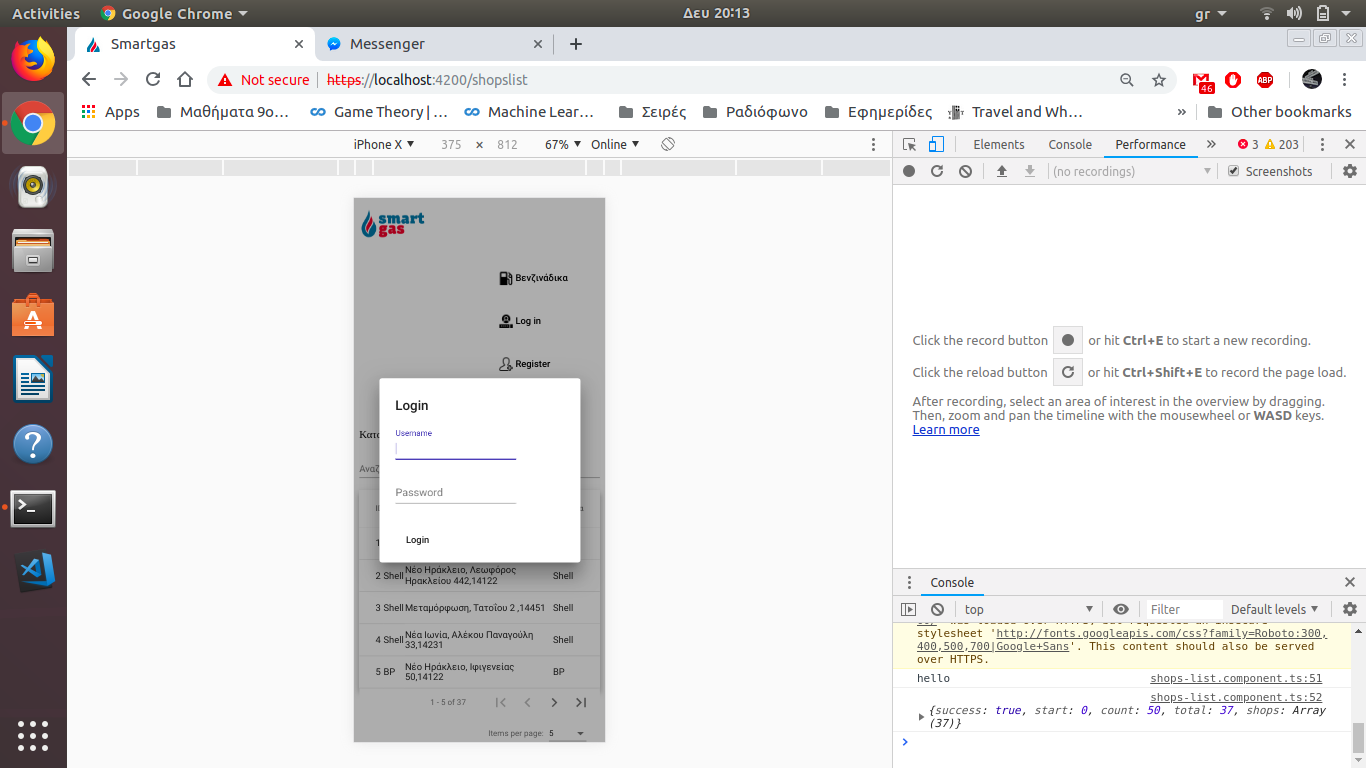 Activities Google Chrome Δευ 20:13 gr
Smartgas Messenger
Not secure https://localhost:4200/shopslist 46 ABP
Apps Μαθήματα 9ο... Game Theory | ... Machine Lear... Σειρές Ραδιόφωνο Εφημερίδες Travel and Wh... » Other bookmarks
iPhone X 375 × 812 67% Online
Elements Console Performance » 3 203
(no recordings) Screenshots
smart
gas
Βενζινάδικα
Log in
Register
Login
Username
Password
Login
2 Shell Νέο Ηράκλειο, Λεωφόρος
Ηρακλείου 442,14122 Shell
3 Shell Μεταμόρφωση, Τατοΐου 2 ,14451 Shell
4 Shell Νέα Ιωνία, Αλέκου Παναγούλη
33,14231 Shell
5 BP Νέο Ηράκλειο, Ιφιγενείας
50,14122 BP
1 - 5 of 37
Items per page: 5
Click the record button or hit Ctrl+E to start a new recording.
Click the reload button or hit Ctrl+Shift+E to record the page load.
After recording, select an area of interest in the overview by dragging.
Then, zoom and pan the timeline with the mousewheel or WASD keys.
Learn more
Console
top Filter Default levels
stylesheet 'http://fonts.googleapis.com/css?family=Roboto:300,
400,500,700|Google+Sans'. This content should also be served
over HTTPS.
hello shops-list.component.ts:51
shops-list.component.ts:52
{success: true, start: 0, count: 50, total: 37, shops: Array
(37)}